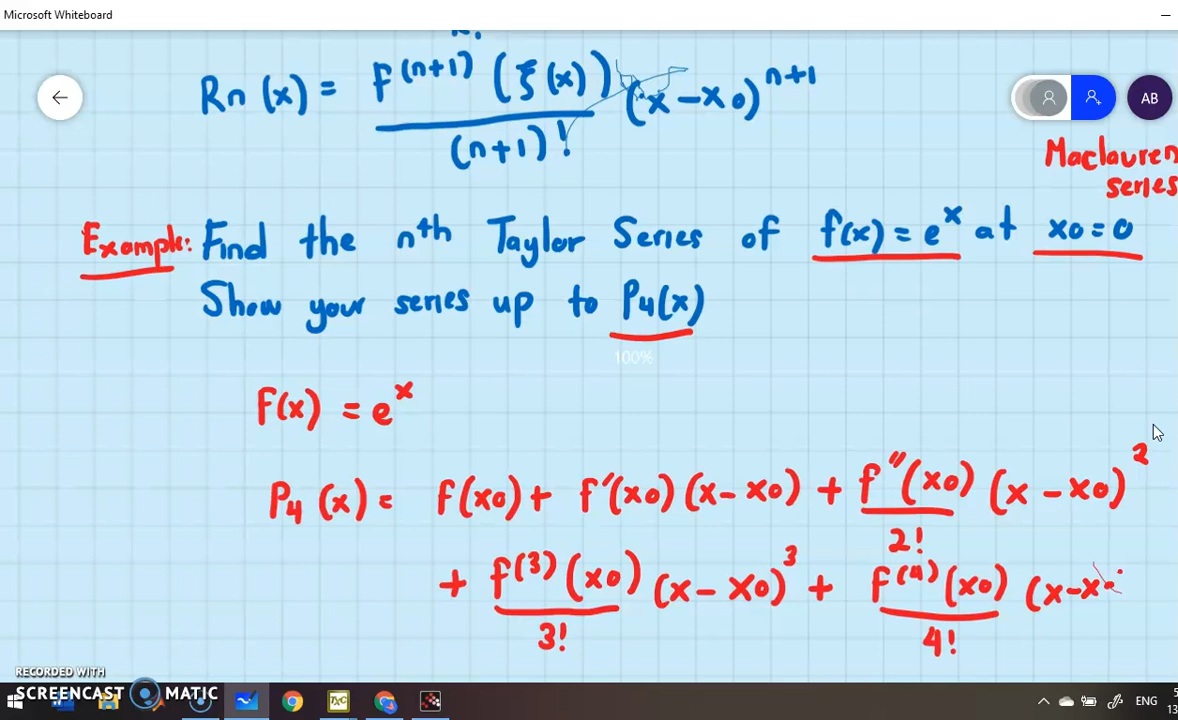 Microsoft Whiteboard
Rn (x) = f^(n+1) (ξ(x)) / (n+1)! (x - x0)^n+1
AB
Maclauren
series
Example: Find the nth Taylor Series of f(x) = e^x at x0 = 0
Show your series up to P4(x)
100%
F(x) = e^x
P4 (x) = f(x0) + f'(x0) (x - x0) + f''(x0) / 2! (x - x0)^2
+ f^(3) (x0) / 3! (x - x0)^3 + f^(4) (x0) / 4! (x - x
RECORDED WITH
SCREENCAST MATIC
ENG
5
13